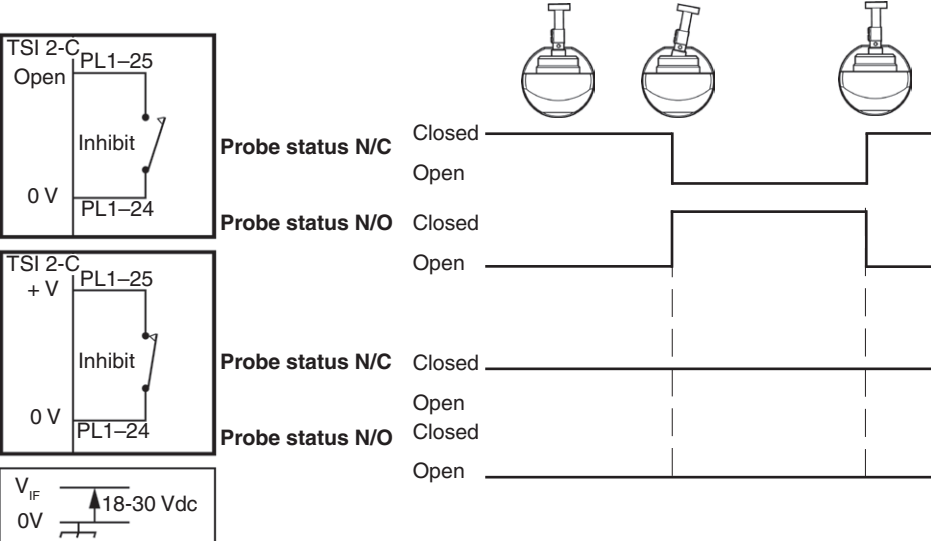 TSI 2-C
PL1–25
Open
Inhibit
0 V
PL1–24
Probe status N/C
Closed
Open
Probe status N/O
Closed
Open
TSI 2-C
PL1–25
+ V
Inhibit
0 V
PL1–24
Probe status N/C
Closed
Open
Probe status N/O
Closed
Open
VIF
18-30 Vdc
0V